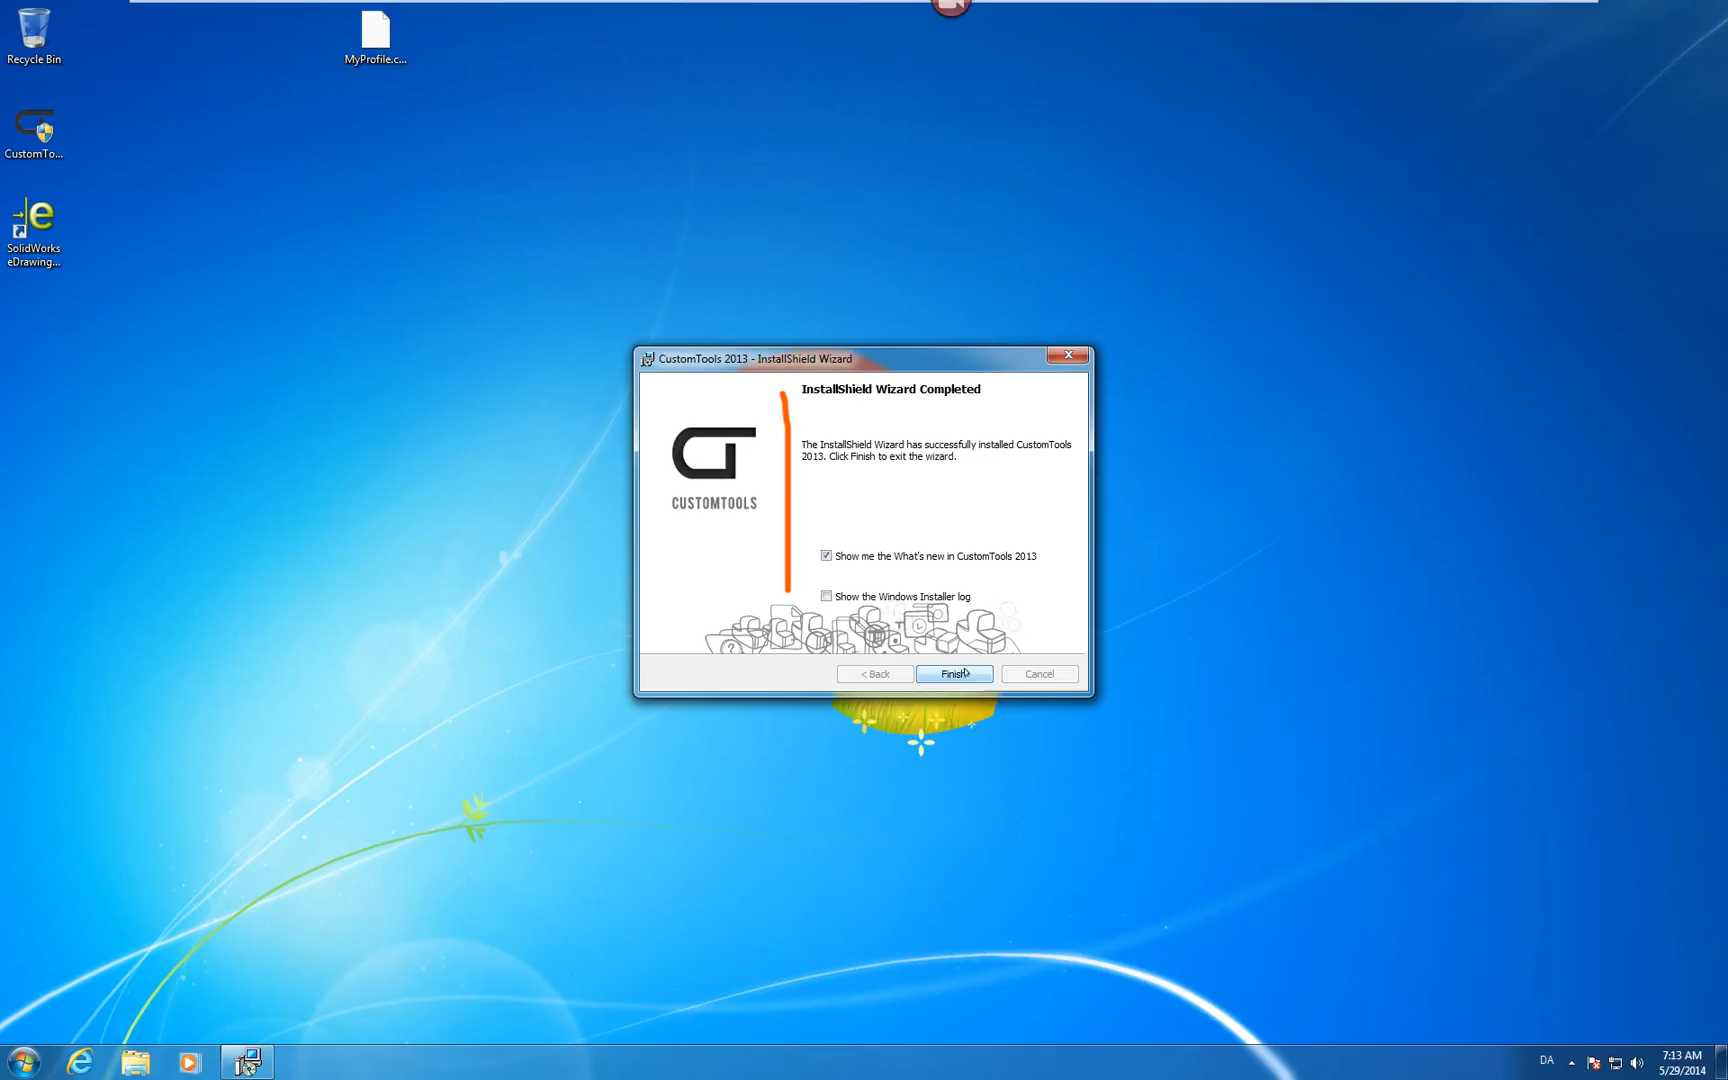 Recycle Bin
MyProfile.c...
CustomTo...
SolidWorks
eDrawing...
CustomTools 2013 - InstallShield Wizard
InstallShield Wizard Completed
The InstallShield Wizard has successfully installed CustomTools
2013. Click Finish to exit the wizard.
CUSTOMTOOLS
Show me the What's new in CustomTools 2013
Show the Windows Installer log
< Back
Finish
Cancel
DA
7:13 AM
5/29/2014